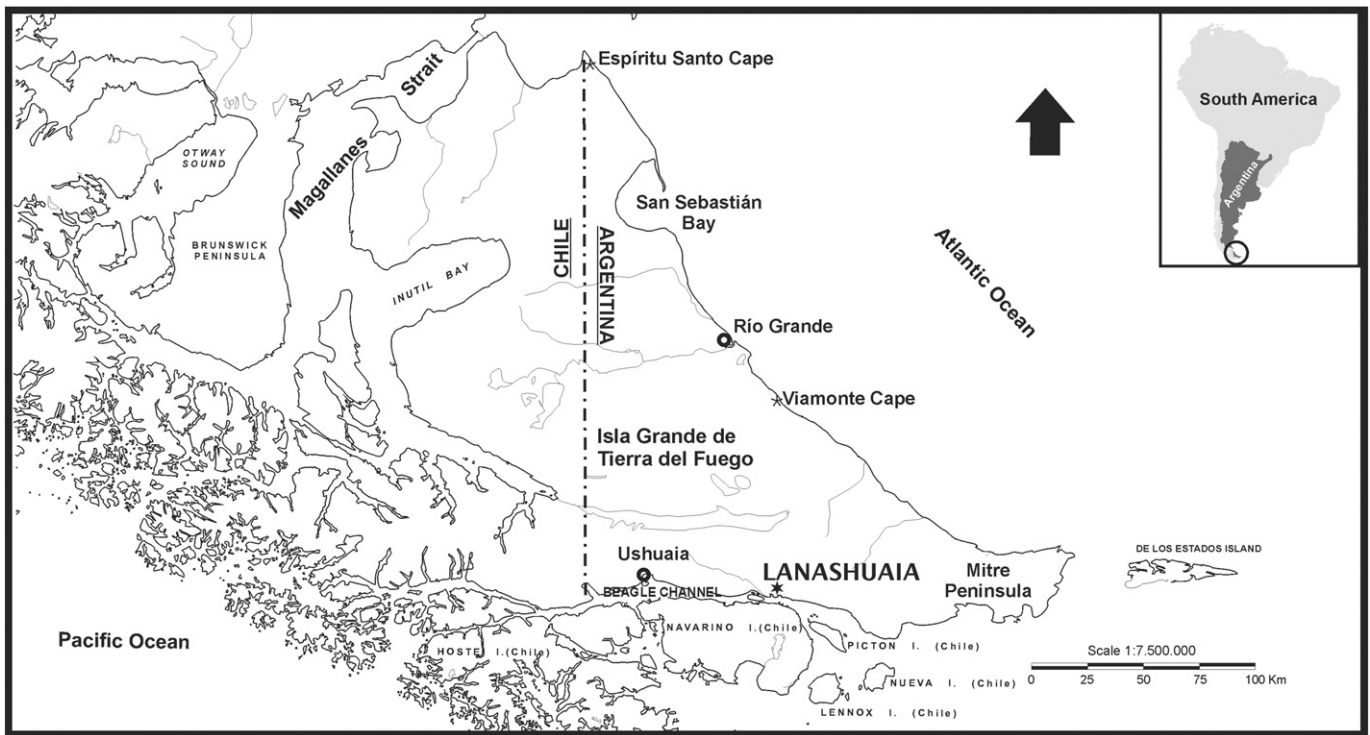 Espíritu Santo Cape
Strait
Magallanes
South America
Argentina
OTWAY
SOUND
San Sebastián
Bay
BRUNSWICK
PENINSULA
CHILE
ARGENTINA
INUTIL BAY
Atlantic Ocean
Río Grande
Viamonte Cape
Isla Grande de
Tierra del Fuego
Ushuaia
LANASHUAIA
BEAGLE CHANNEL
Mitre
Peninsula
DE LOS ESTADOS ISLAND
Pacific Ocean
HOSTE I.(Chile)
NAVARINO I.(Chile)
PICTON I. (Chile)
NUEVA I. (Chile)
LENNOX I. (Chile)
Scale 1:7.500.000
0 25 50 75 100 Km